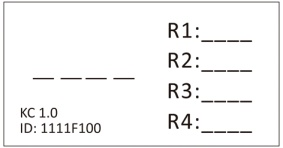 _ _ _ _
KC 1.0
ID: 1111F100
R1:____
R2:____
R3:____
R4:____